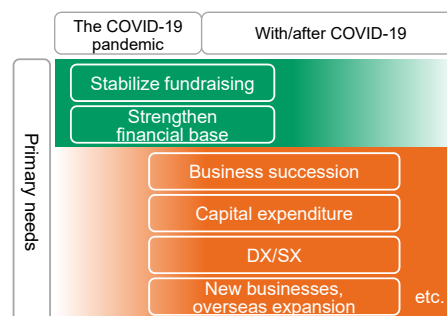 The COVID-19
pandemic
With/after COVID-19
Primary needs
Stabilize fundraising
Strengthen
financial base
Business succession
Capital expenditure
DX/SX
New businesses,
overseas expansion
etc.